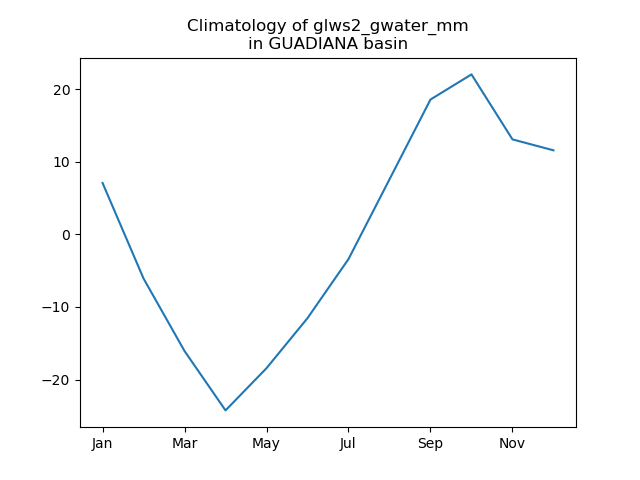 Climatology of glws2_gwater_mm
in GUADIANA basin
20
10
0
−10
−20
Jan
Mar
May
Jul
Sep
Nov